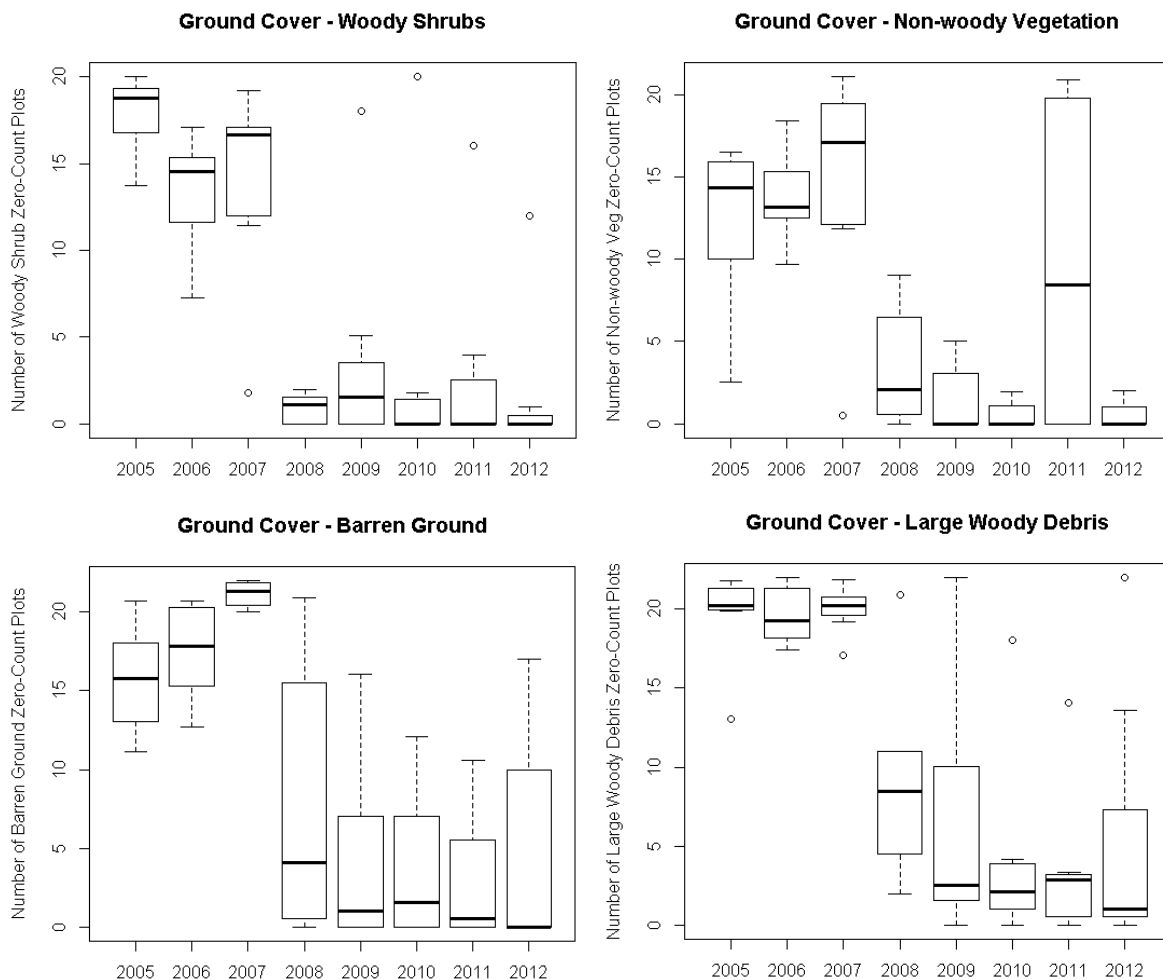 Ground Cover - Woody Shrubs
Number of Woody Shrub Zero-Count Plots
0
5
10
15
20
2005 2006 2007 2008 2009 2010 2011 2012
Ground Cover - Non-woody Vegetation
Number of Non-woody Veg Zero-Count Plots
0
5
10
15
20
2005 2006 2007 2008 2009 2010 2011 2012
Ground Cover - Barren Ground
Number of Barren Ground Zero-Count Plots
0
5
10
15
20
2005 2006 2007 2008 2009 2010 2011 2012
Ground Cover - Large Woody Debris
Number of Large Woody Debris Zero-Count Plots
0
5
10
15
20
2005 2006 2007 2008 2009 2010 2011 2012